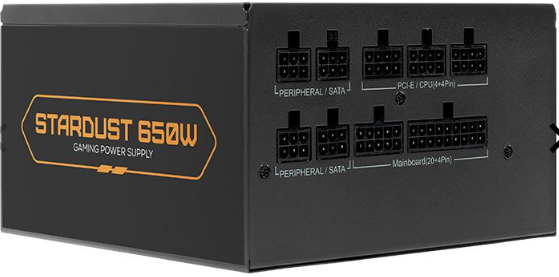 STARDUST 650W
GAMING POWER SUPPLY
PERIPHERAL / SATA
PCI-E / CPU(4+4Pin)
PERIPHERAL / SATA
Mainboard(20+4Pin)